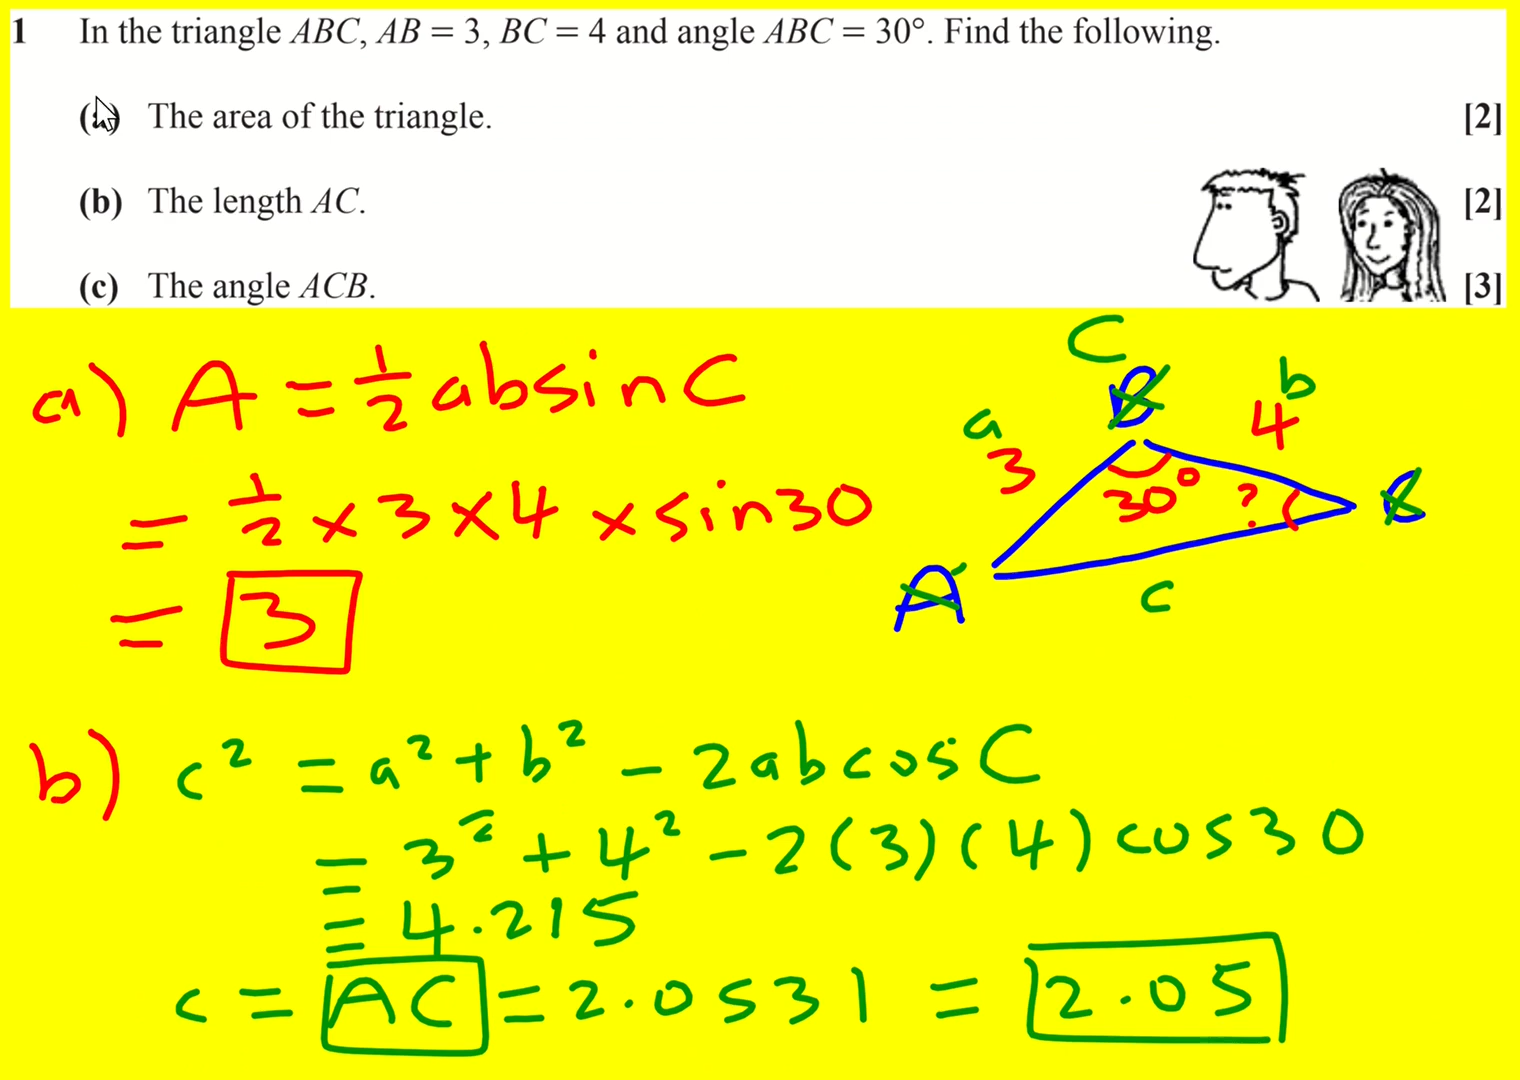 1 In the triangle ABC, AB = 3, BC = 4 and angle ABC = 30°. Find the following.
The area of the triangle. [2]
(b) The length AC. [2]
(c) The angle ACB. [3]
a) A = 1/2 absinC
= 1/2 × 3 × 4 × sin30
= 3
C
B
b
4
a
3
30°
?
C
A
c
b) c² = a² + b² - 2abcosC
= 3² + 4² - 2(3)(4)cos30
= 4.215
c = AC = 2.0531 = 2.05